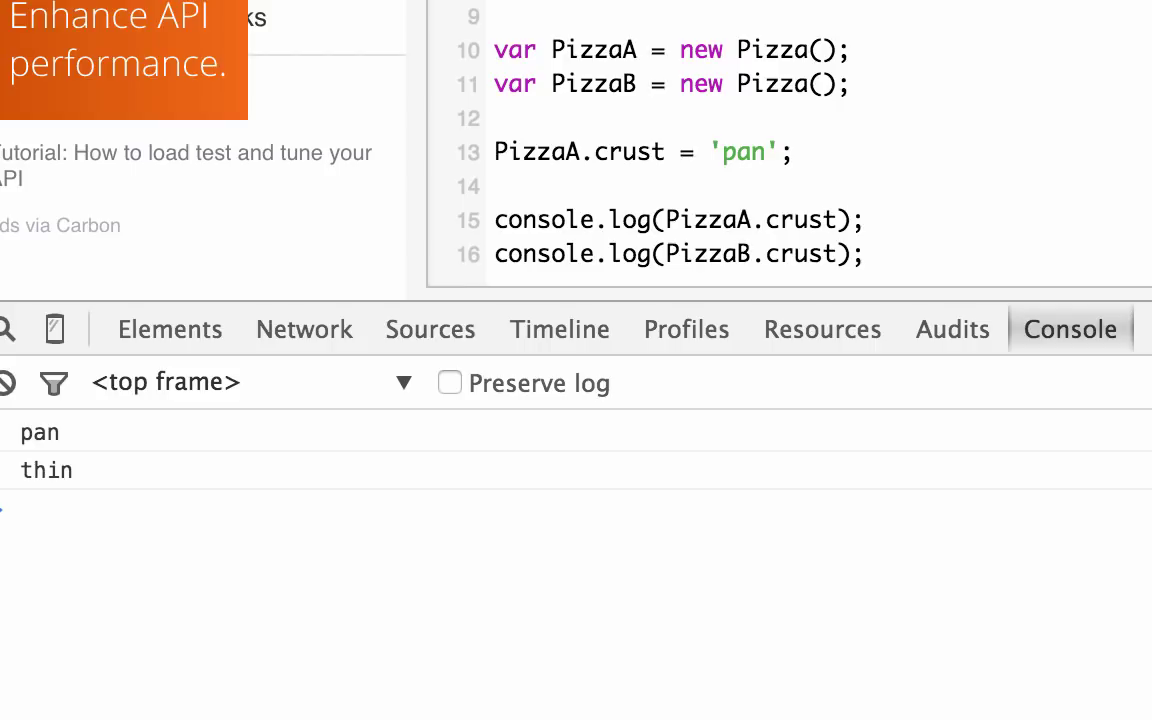 Enhance API
performance.
ks
utorial: How to load test and tune your
API
ds via Carbon
9
10 var PizzaA = new Pizza();
11 var PizzaB = new Pizza();
12
13 PizzaA.crust = 'pan';
14
15 console.log(PizzaA.crust);
16 console.log(PizzaB.crust);
Elements Network Sources Timeline Profiles Resources Audits Console
<top frame> ▼ Preserve log
pan
thin